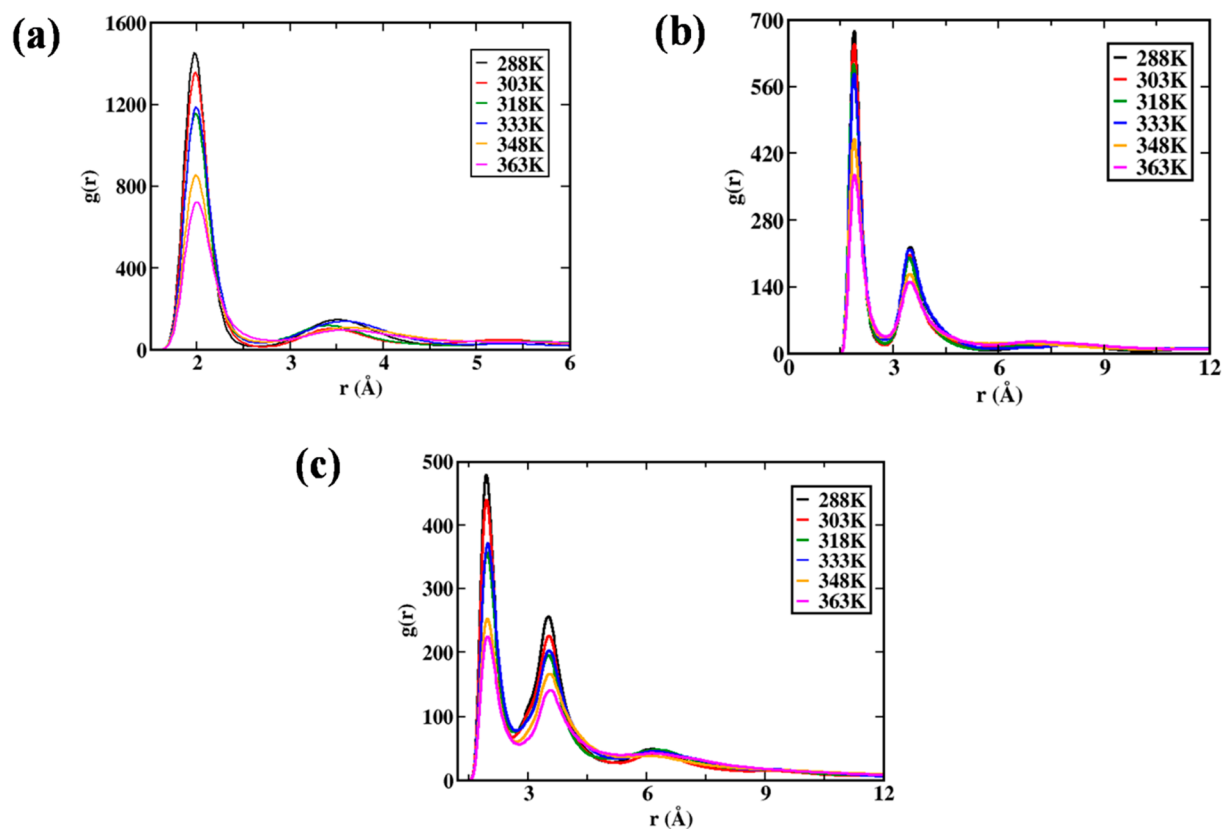 (a)
1600
1200
800
400
0
g(r)
2
3
4
5
6
r (Å)
288K
303K
318K
333K
348K
363K
(b)
700
560
420
280
140
0
g(r)
0
3
6
9
12
r (Å)
288K
303K
318K
333K
348K
363K
(c)
500
400
300
200
100
0
g(r)
3
6
9
12
r (Å)
288K
303K
318K
333K
348K
363K